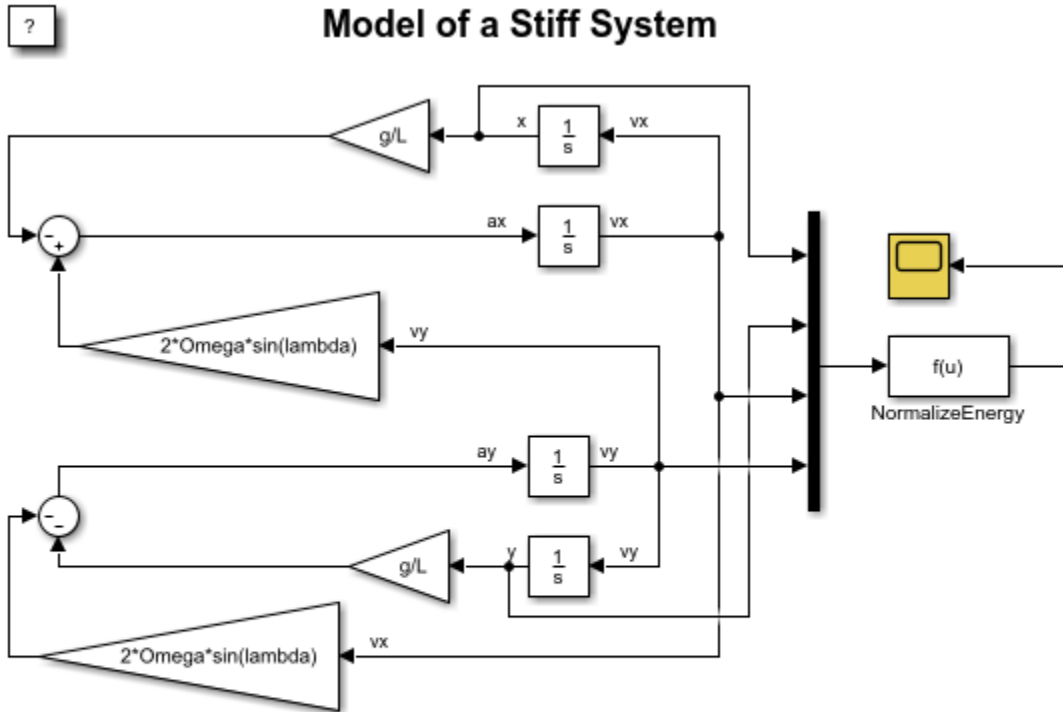 ?
Model of a Stiff System
g/L
x
1
s
vx
ax
1
s
vx
-
+
2*Omega*sin(lambda)
vy
f(u)
NormalizeEnergy
ay
1
s
vy
-
-
g/L
y
1
s
vy
2*Omega*sin(lambda)
vx